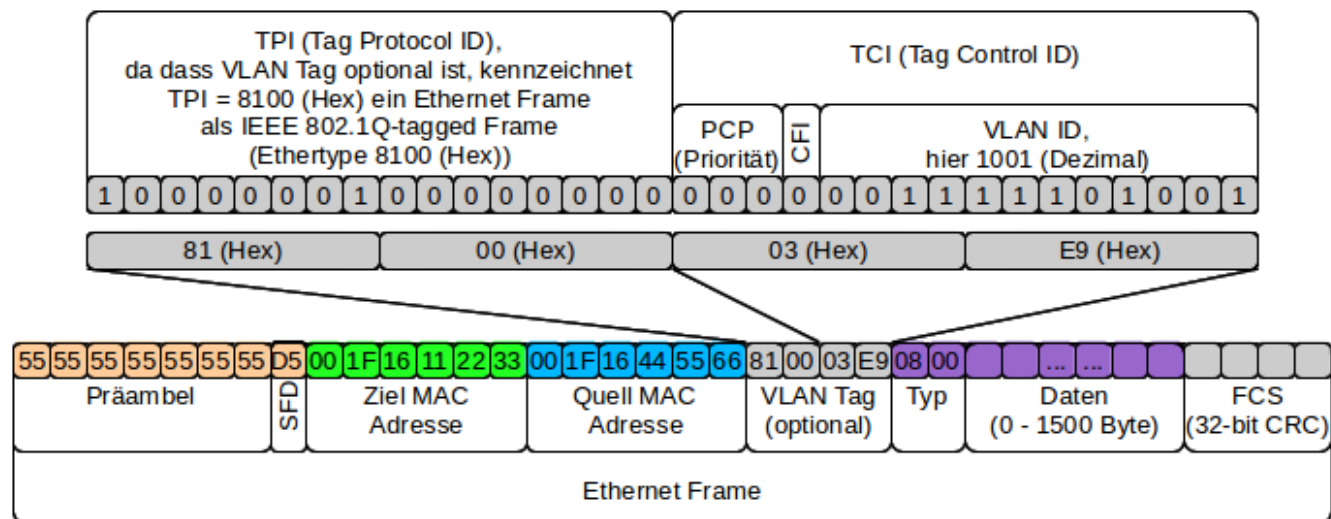 TPI (Tag Protocol ID),
da dass VLAN Tag optional ist, kennzeichnet
TPI = 8100 (Hex) ein Ethernet Frame
als IEEE 802.1Q-tagged Frame
(Ethertype 8100 (Hex))
TCI (Tag Control ID)
PCP
(Priorität)
CFI
VLAN ID,
hier 1001 (Dezimal)
1 0 0 0 0 0 0 1 0 0 0 0 0 0 0 0 0 0 0 0 0 0 1 1 1 1 1 0 1 0 0 1
81 (Hex) 00 (Hex) 03 (Hex) E9 (Hex)
55 55 55 55 55 55 55 D5 00 1F 16 11 22 33 00 1F 16 44 55 66 81 00 03 E9 08 00 ... ...
Präambel
SFD
Ziel MAC
Adresse
Quell MAC
Adresse
VLAN Tag
(optional)
Typ
Daten
(0 - 1500 Byte)
FCS
(32-bit CRC)
Ethernet Frame